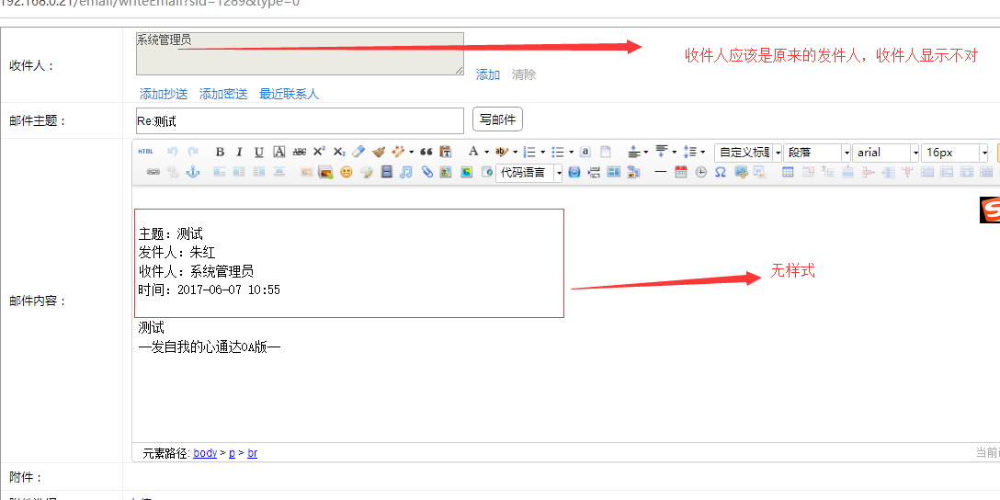 192.168.0.21/email/writeEmail?sid=1289&type=0
收件人：
系统管理员
添加 清除
收件人应该是原来的发件人，收件人显示不对
添加抄送 添加密送 最近联系人
邮件主题：
Re:测试
写邮件
邮件内容：
HTML
自定义标题 段落 arial 16px
代码语言
主题：测试
发件人：朱红
收件人：系统管理员
时间：2017-06-07 10:55
无样式
测试
—发自我的心通达OA版—
元素路径: body > p > br
当前
附件：